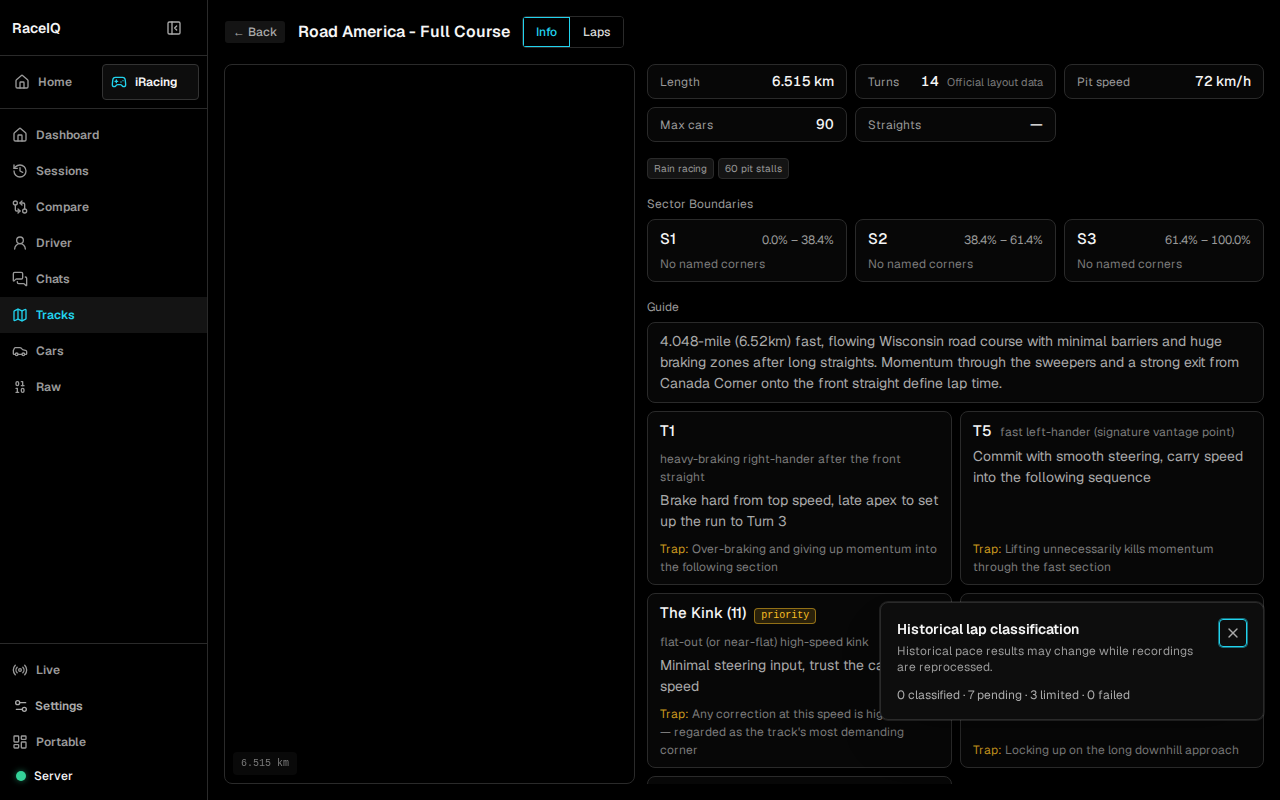 RaceIQ
← Back
Road America - Full Course
Info
Laps
Home
iRacing
Dashboard
Sessions
Compare
Driver
Chats
Tracks
Cars
Raw
Live
Settings
Portable
Server
6.515 km
Length
6.515 km
Turns
14
Official layout data
Pit speed
72 km/h
Max cars
90
Straights
—
Rain racing
60 pit stalls
Sector Boundaries
S1
0.0% – 38.4%
No named corners
S2
38.4% – 61.4%
No named corners
S3
61.4% – 100.0%
No named corners
Guide
4.048-mile (6.52km) fast, flowing Wisconsin road course with minimal barriers and huge
braking zones after long straights. Momentum through the sweepers and a strong exit from
Canada Corner onto the front straight define lap time.
T1
heavy-braking right-hander after the front
straight
Brake hard from top speed, late apex to set
up the run to Turn 3
Trap: Over-braking and giving up momentum into
the following section
T5 fast left-hander (signature vantage point)
Commit with smooth steering, carry speed
into the following sequence
Trap: Lifting unnecessarily kills momentum
through the fast section
The Kink (11) priority
flat-out (or near-flat) high-speed kink
Minimal steering input, trust the
speed
Trap: Any correction at this speed is
— regarded as the track's most demanding
corner
Trap: Locking up on the long downhill approach
Historical lap classification
Historical pace results may change while recordings
are reprocessed.
0 classified · 7 pending · 3 limited · 0 failed